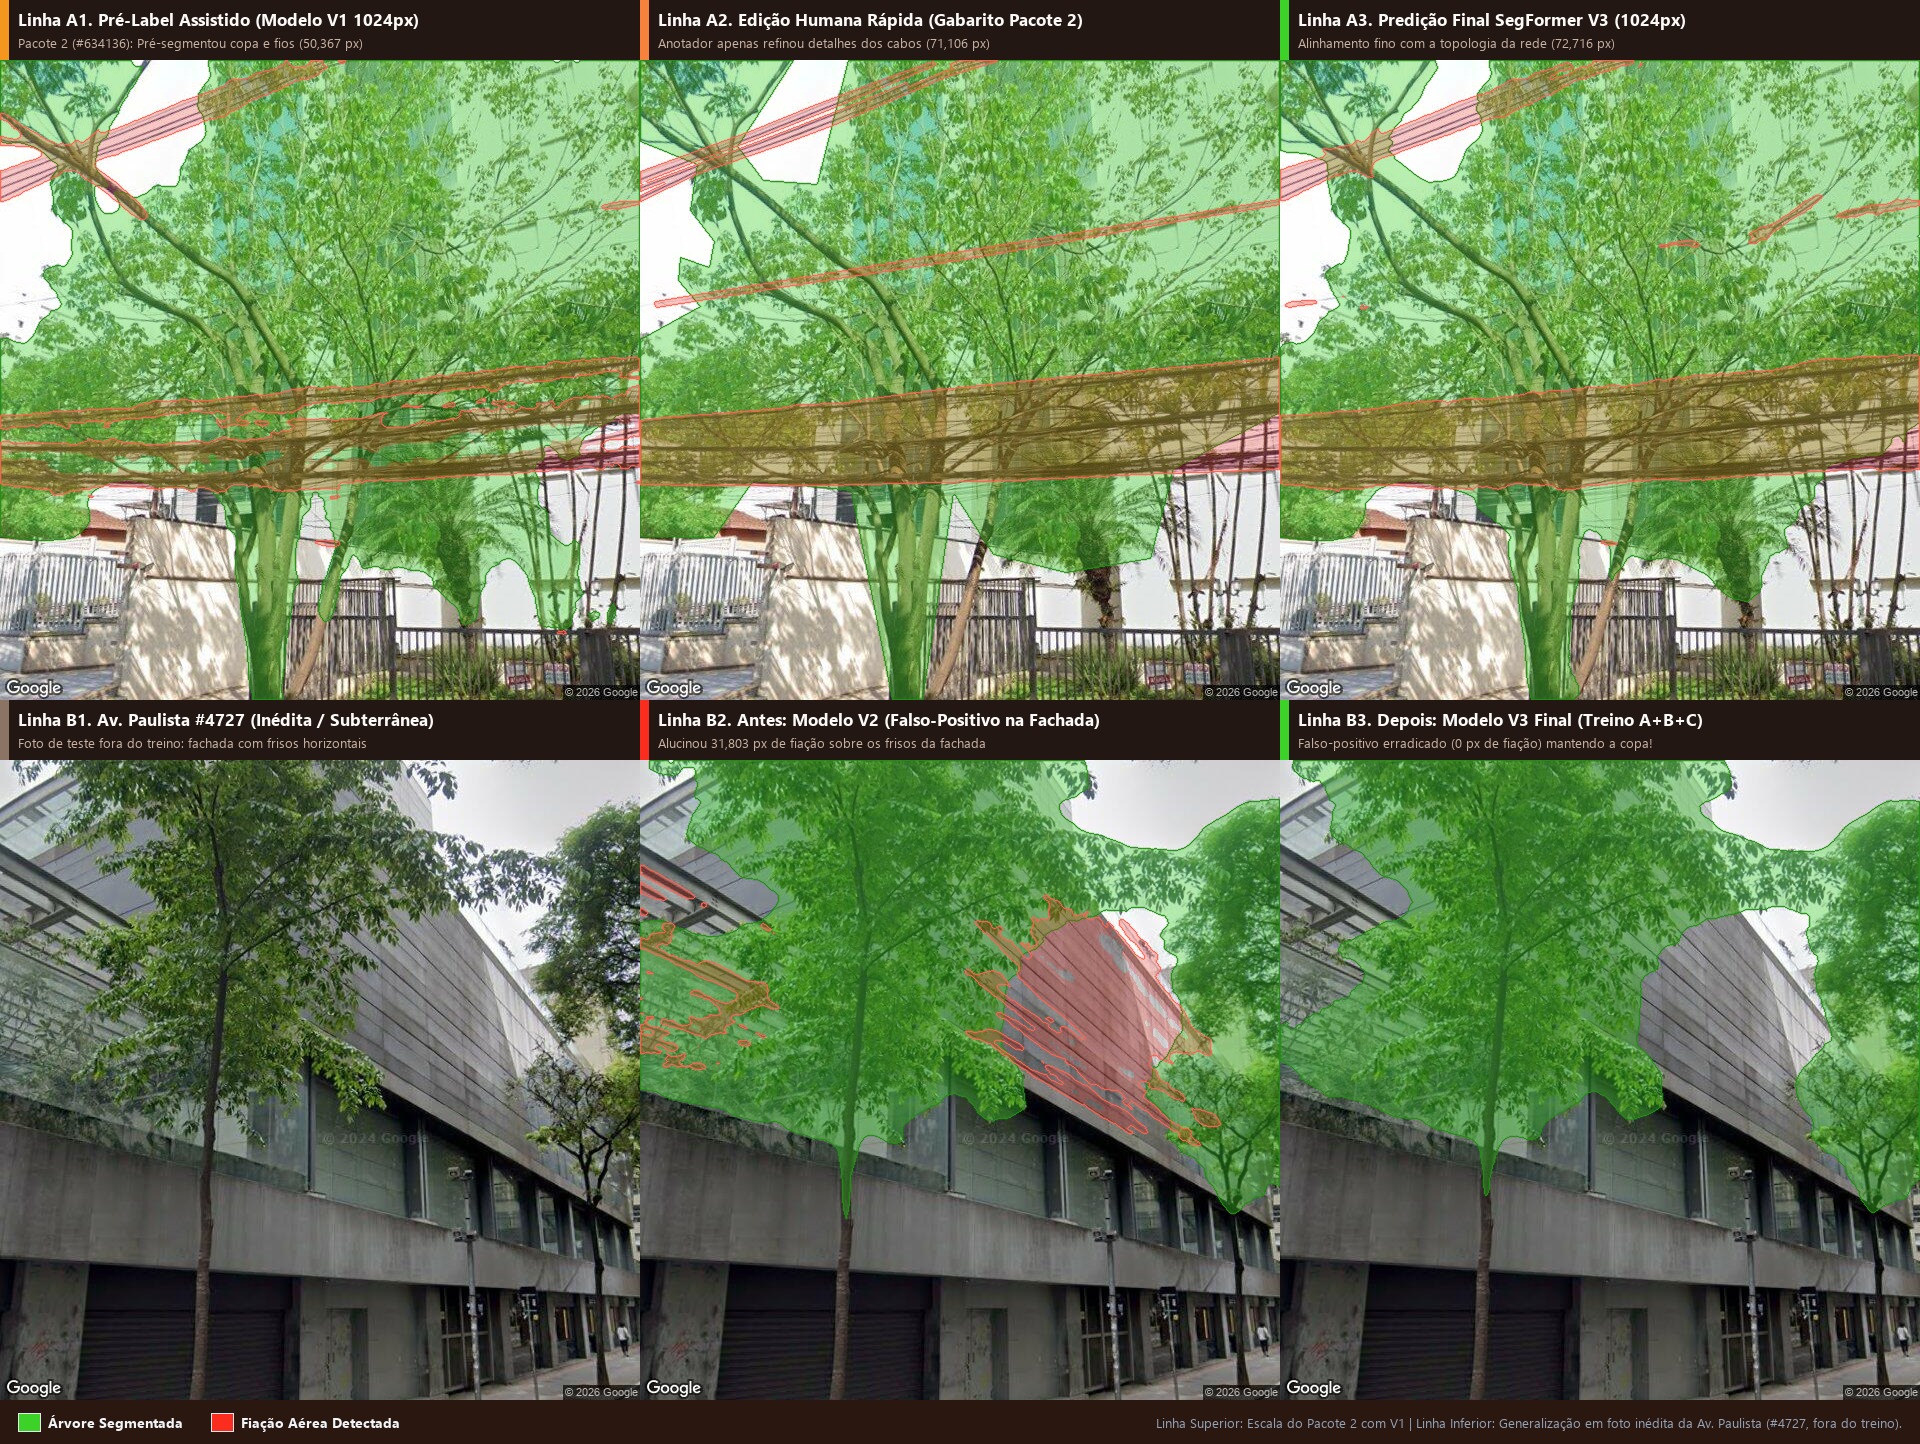 Linha A1. Pré-Label Assistido (Modelo V1 1024px)
Pacote 2 (#634136): Pré-segmentou copa e fios (50,367 px)
Linha A2. Edição Humana Rápida (Gabarito Pacote 2)
Anotador apenas refinou detalhes dos cabos (71,106 px)
Linha A3. Predição Final SegFormer V3 (1024px)
Alinhamento fino com a topologia da rede (72,716 px)
Google
© 2026 Google
Google
© 2026 Google
Google
© 2026 Google
Linha B1. Av. Paulista #4727 (Inédita / Subterrânea)
Foto de teste fora do treino: fachada com frisos horizontais
Linha B2. Antes: Modelo V2 (Falso-Positivo na Fachada)
Alucinou 31,803 px de fiação sobre os frisos da fachada
Linha B3. Depois: Modelo V3 Final (Treino A+B+C)
Falso-positivo erradicado (0 px de fiação) mantendo a copa!
© 2024 Google
© 2024 Google
© 2024 Google
Google
© 2026 Google
Google
© 2026 Google
Google
© 2026 Google
Árvore Segmentada
Fiação Aérea Detectada
Linha Superior: Escala do Pacote 2 com V1 | Linha Inferior: Generalização em foto inédita da Av. Paulista (#4727, fora do treino).